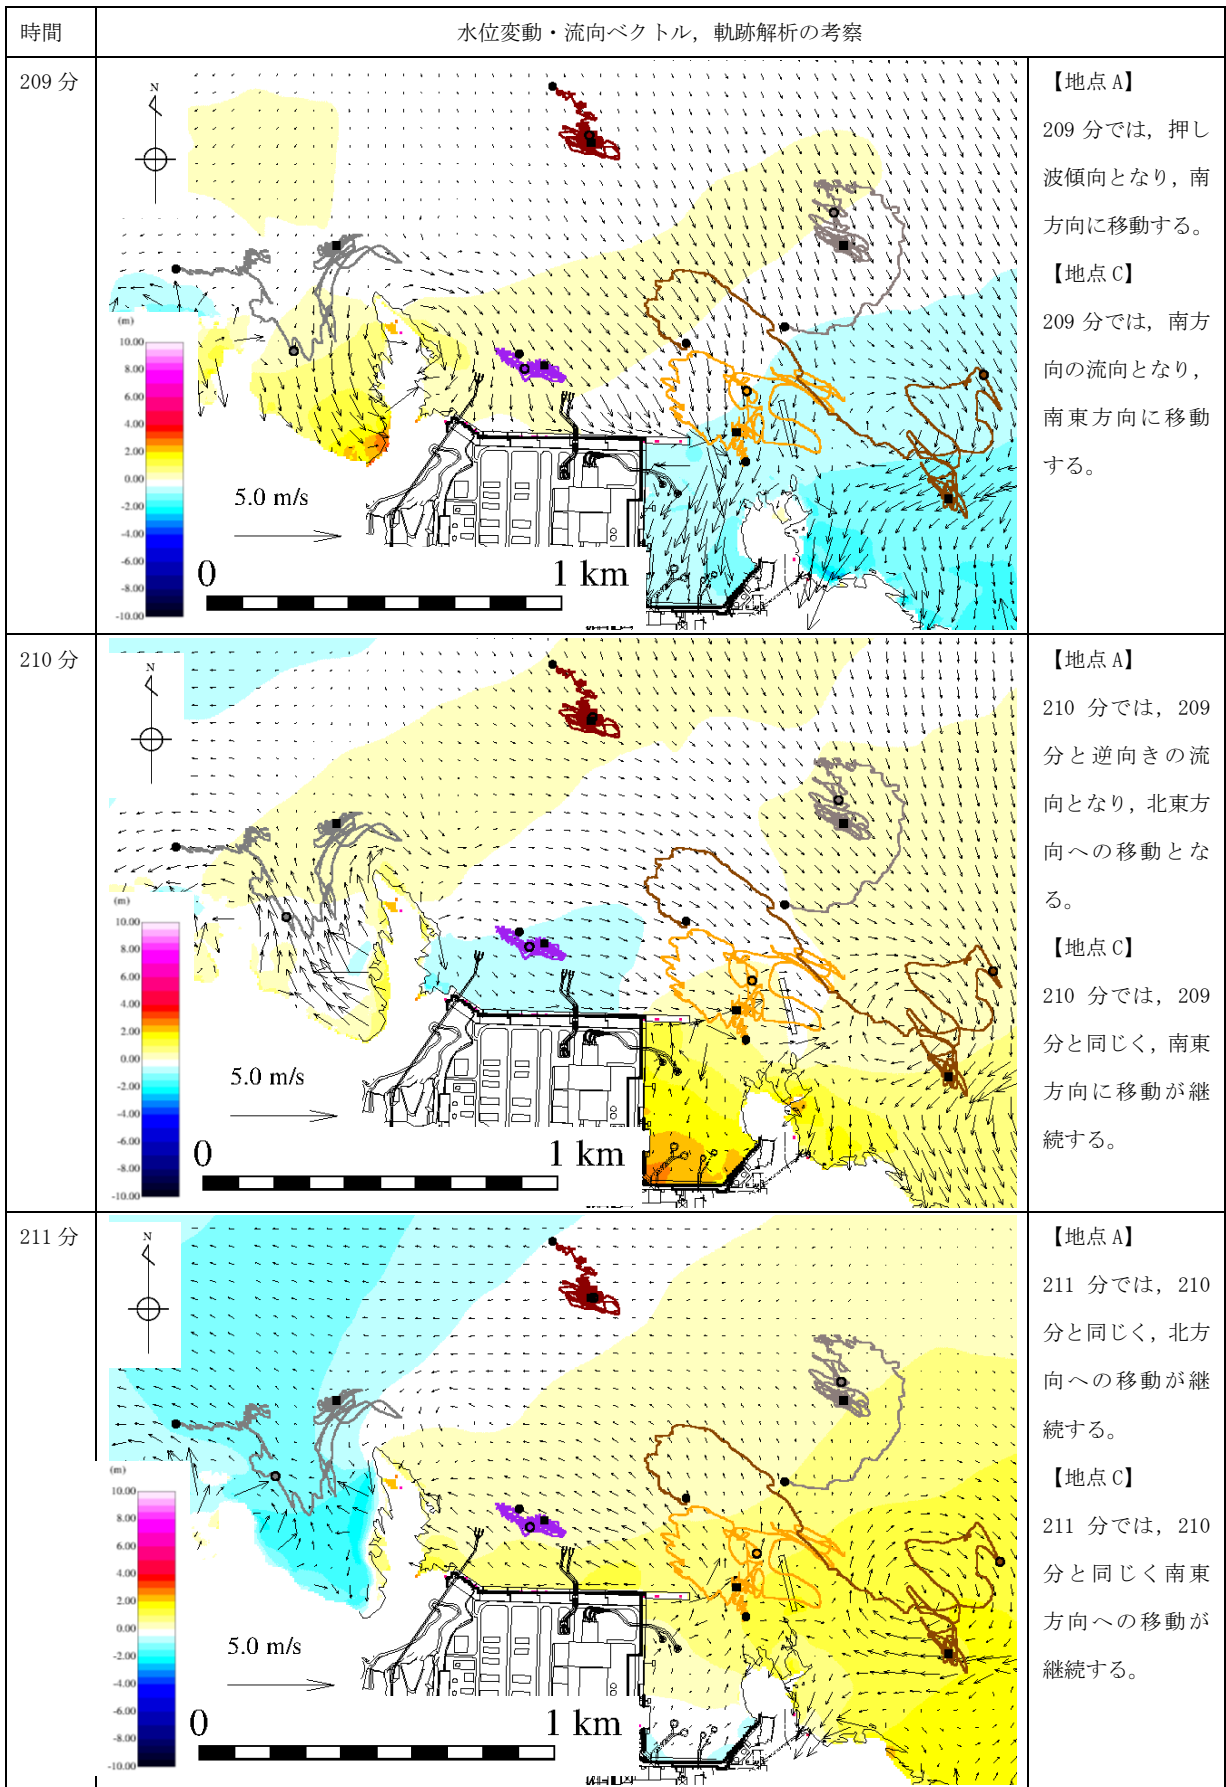 時間
水位変動・流向ベクトル，軌跡解析の考察
209 分
N
(m)
10.00
8.00
6.00
4.00
2.00
0.00
-2.00
-4.00
-6.00
-8.00
-10.00
5.0 m/s
0
1 km
【地点 A】
209 分では，押し
波傾向となり，南
方向に移動する。
【地点 C】
209 分では，南方
向の流向となり，
南東方向に移動
する。
210 分
N
(m)
10.00
8.00
6.00
4.00
2.00
0.00
-2.00
-4.00
-6.00
-8.00
-10.00
5.0 m/s
0
1 km
【地点 A】
210 分では，209
分と逆向きの流
向となり，北東方
向への移動とな
る。
【地点 C】
210 分では，209
分と同じく，南東
方向に移動が継
続する。
211 分
N
(m)
10.00
8.00
6.00
4.00
2.00
0.00
-2.00
-4.00
-6.00
-8.00
-10.00
5.0 m/s
0
1 km
【地点 A】
211 分では，210
分と同じく，北方
向への移動が継
続する。
【地点 C】
211 分では，210
分と同じく南東
方向への移動が
継続する。